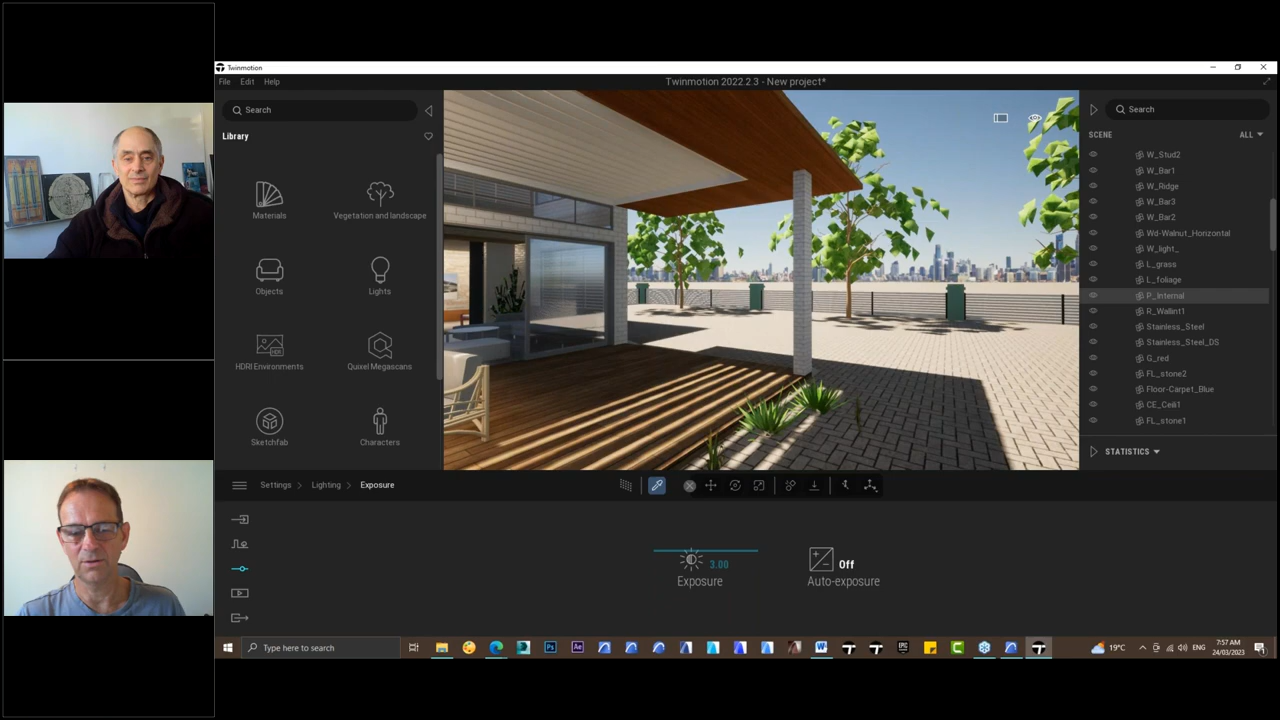 Twinmotion
File Edit Help
Twinmotion 2022.2.3 - New project*
Search
Library
Materials
Vegetation and landscape
Objects
Lights
HDRI Environments
Quixel Megascans
Sketchfab
Characters
Search
SCENE
ALL
W_Stud2
W_Bar1
W_Ridge
W_Bar3
W_Bar2
Wd-Walnut_Horizontal
W_light_
L_grass
L_foliage
P_Internal
R_Wallint1
Stainless_Steel
Stainless_Steel_DS
G_red
FL_stone2
Floor-Carpet_Blue
CE_Ceili1
FL_stone1
STATISTICS
Settings > Lighting > Exposure
3.00
Exposure
Off
Auto-exposure
Type here to search
19°C
ENG
7:57 AM
24/03/2023